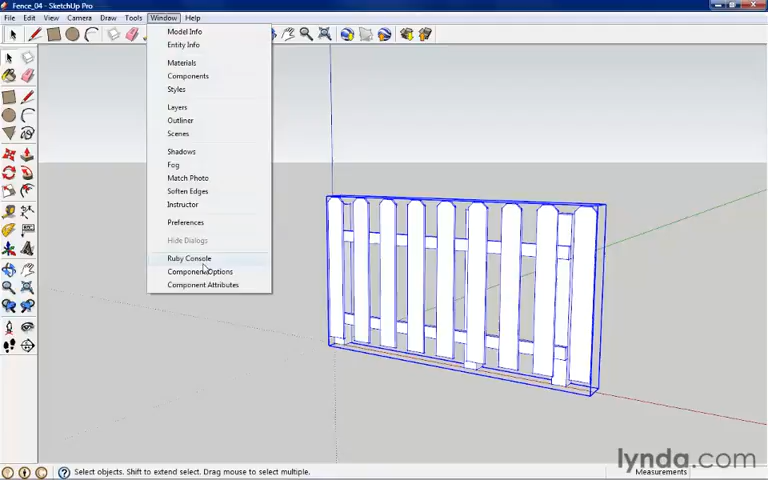 Fence_04 - SketchUp Pro
File Edit View Camera Draw Tools Window Help
Model Info
Entity Info
Materials
Components
Styles
Layers
Outliner
Scenes
Shadows
Fog
Match Photo
Soften Edges
Instructor
Preferences
Hide Dialogs
Ruby Console
Component Options
Component Attributes
lynda.com
Select objects. Shift to extend select. Drag mouse to select multiple.
Measurements